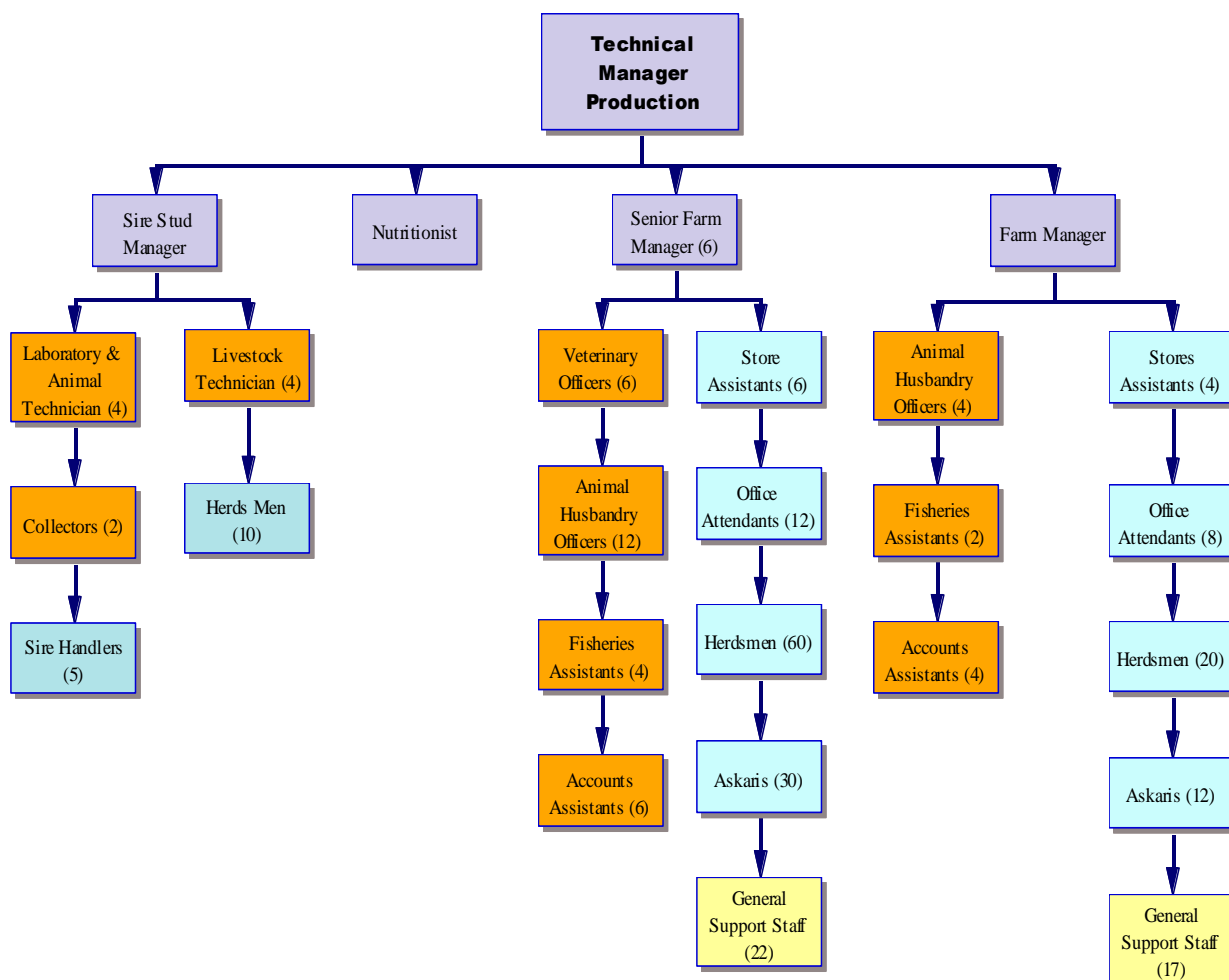 Technical
Manager
Production
Sire Stud
Manager
Nutritionist
Senior Farm
Manager (6)
Farm Manager
Laboratory &
Animal
Technician (4)
Livestock
Technician (4)
Veterinary
Officers (6)
Store
Assistants (6)
Animal
Husbandry
Officers (4)
Stores
Assistants (4)
Collectors (2)
Herds Men
(10)
Animal
Husbandry
Officers (12)
Office
Attendants (12)
Fisheries
Assistants (2)
Office
Attendants (8)
Sire Handlers
(5)
Fisheries
Assistants (4)
Herdsmen (60)
Accounts
Assistants (4)
Herdsmen (20)
Accounts
Assistants (6)
Askaris (30)
Askaris (12)
General
Support Staff
(22)
General
Support Staff
(17)